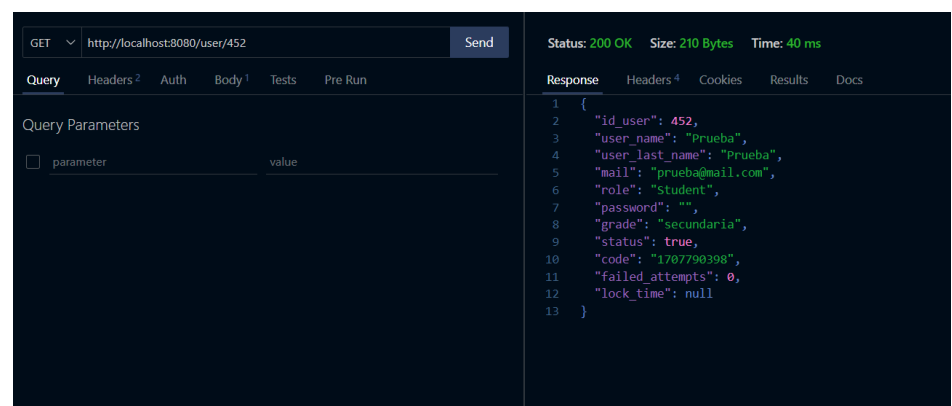 GET http://localhost:8080/user/452 Send
Query Headers 2 Auth Body 1 Tests Pre Run
Query Parameters
parameter value
Status: 200 OK Size: 210 Bytes Time: 40 ms
Response Headers 4 Cookies Results Docs
1 {
2 "id_user": 452,
3 "user_name": "Prueba",
4 "user_last_name": "Prueba",
5 "mail": "prueba@mail.com",
6 "role": "Student",
7 "password": "",
8 "grade": "secundaria",
9 "status": true,
10 "code": "1707790398",
11 "failed_attempts": 0,
12 "lock_time": null
13 }